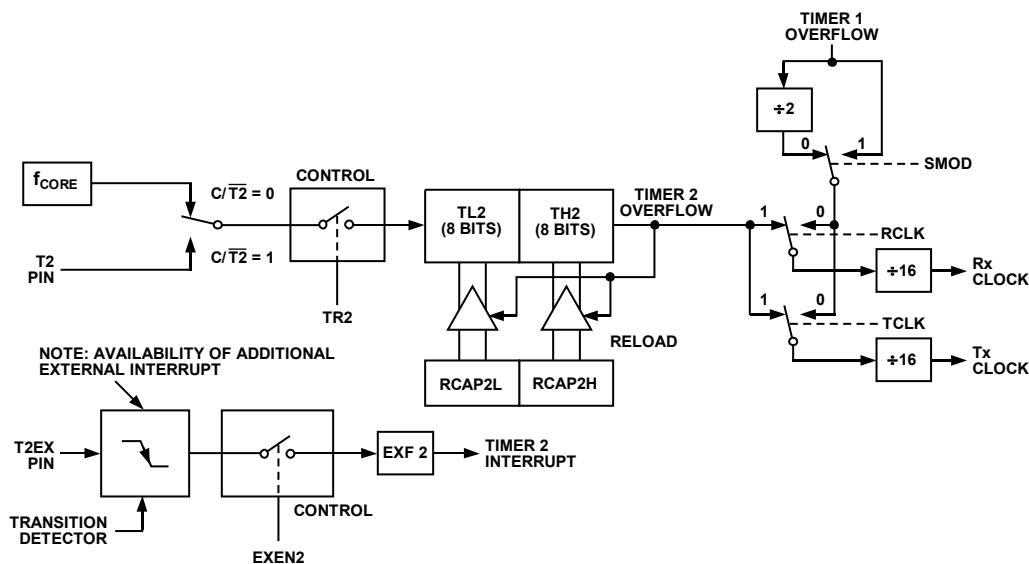 TIMER 1
OVERFLOW
÷2
0
1
SMOD
fCORE
C/T2 = 0
CONTROL
TL2
(8 BITS)
TH2
(8 BITS)
TIMER 2
OVERFLOW
1
0
RCLK
T2
PIN
C/T2 = 1
TR2
÷16
Rx
CLOCK
1
0
TCLK
RELOAD
÷16
Tx
CLOCK
RCAP2L
RCAP2H
NOTE: AVAILABILITY OF ADDITIONAL
EXTERNAL INTERRUPT
T2EX
PIN
EXF 2
TIMER 2
INTERRUPT
CONTROL
TRANSITION
DETECTOR
EXEN2